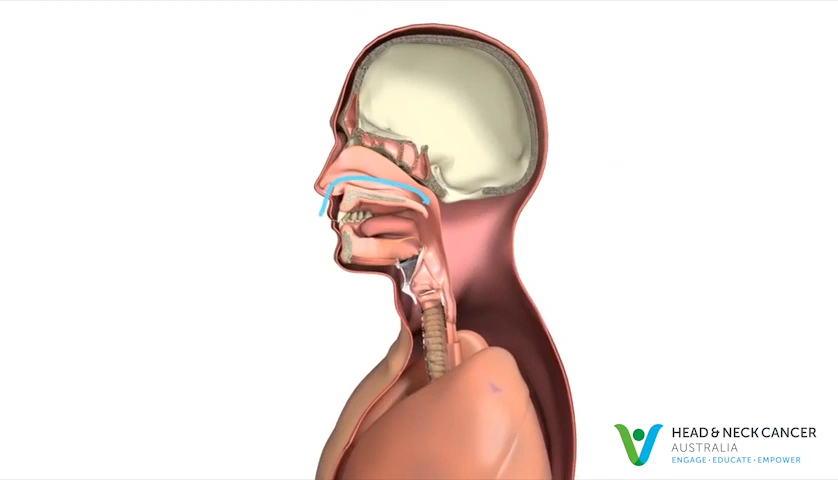 HEAD & NECK CANCER
AUSTRALIA
ENGAGE · EDUCATE · EMPOWER